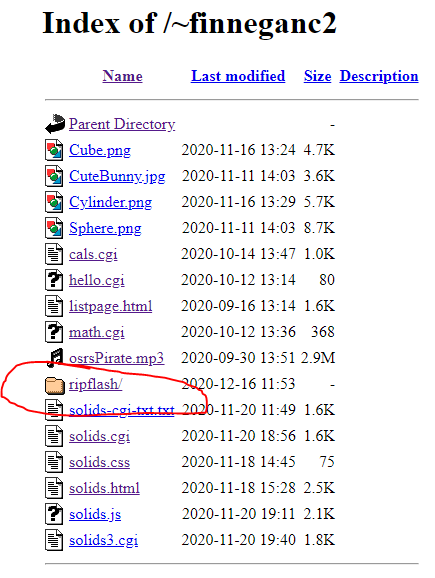 Index of /~finneganc2
Name Last modified Size Description
Parent Directory -
Cube.png 2020-11-16 13:24 4.7K
CuteBunny.jpg 2020-11-11 14:03 3.6K
Cylinder.png 2020-11-16 13:29 5.7K
Sphere.png 2020-11-11 14:03 8.7K
cals.cgi 2020-10-14 13:47 1.0K
hello.cgi 2020-10-12 13:14 80
listpage.html 2020-09-16 13:14 1.6K
math.cgi 2020-10-12 13:36 368
osrsPirate.mp3 2020-09-30 13:51 2.9M
ripflash/ 2020-12-16 11:53 -
solids-cgi-txt.txt 2020-11-20 11:49 1.6K
solids.cgi 2020-11-20 18:56 1.6K
solids.css 2020-11-18 14:45 75
solids.html 2020-11-18 15:28 2.5K
solids.js 2020-11-20 19:11 2.1K
solids3.cgi 2020-11-20 19:40 1.8K